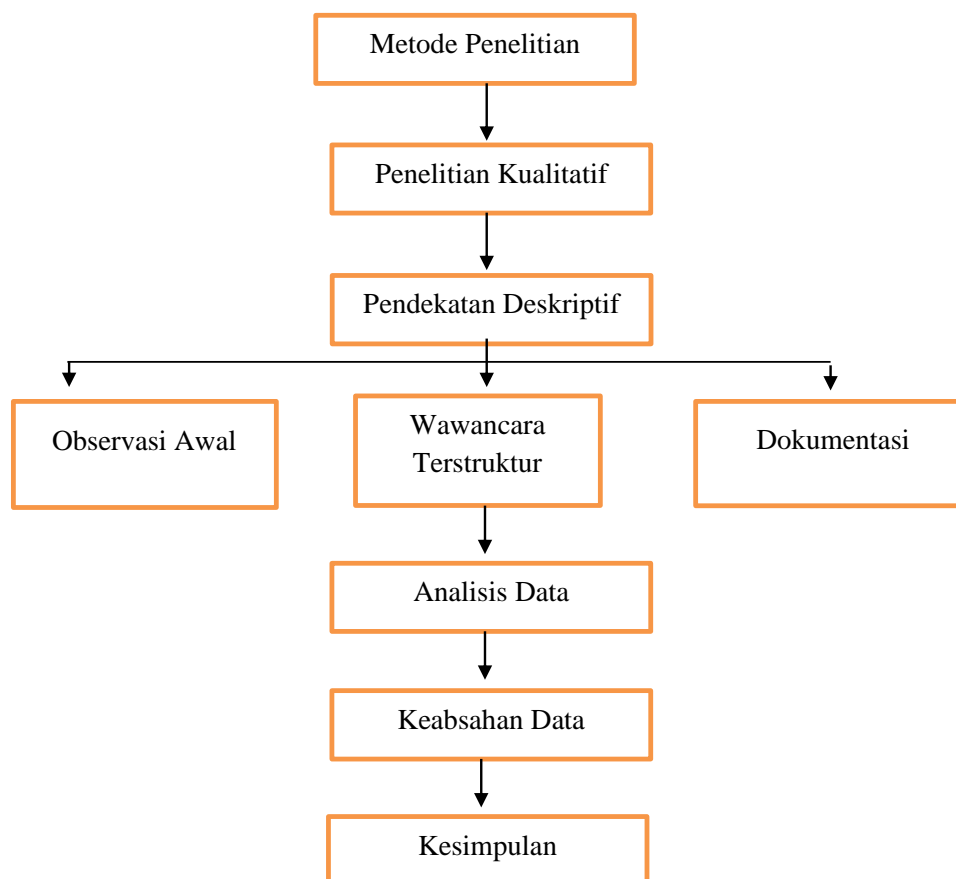 Metode Penelitian
Penelitian Kualitatif
Pendekatan Deskriptif
Observasi Awal
Wawancara
Terstruktur
Dokumentasi
Analisis Data
Keabsahan Data
Kesimpulan